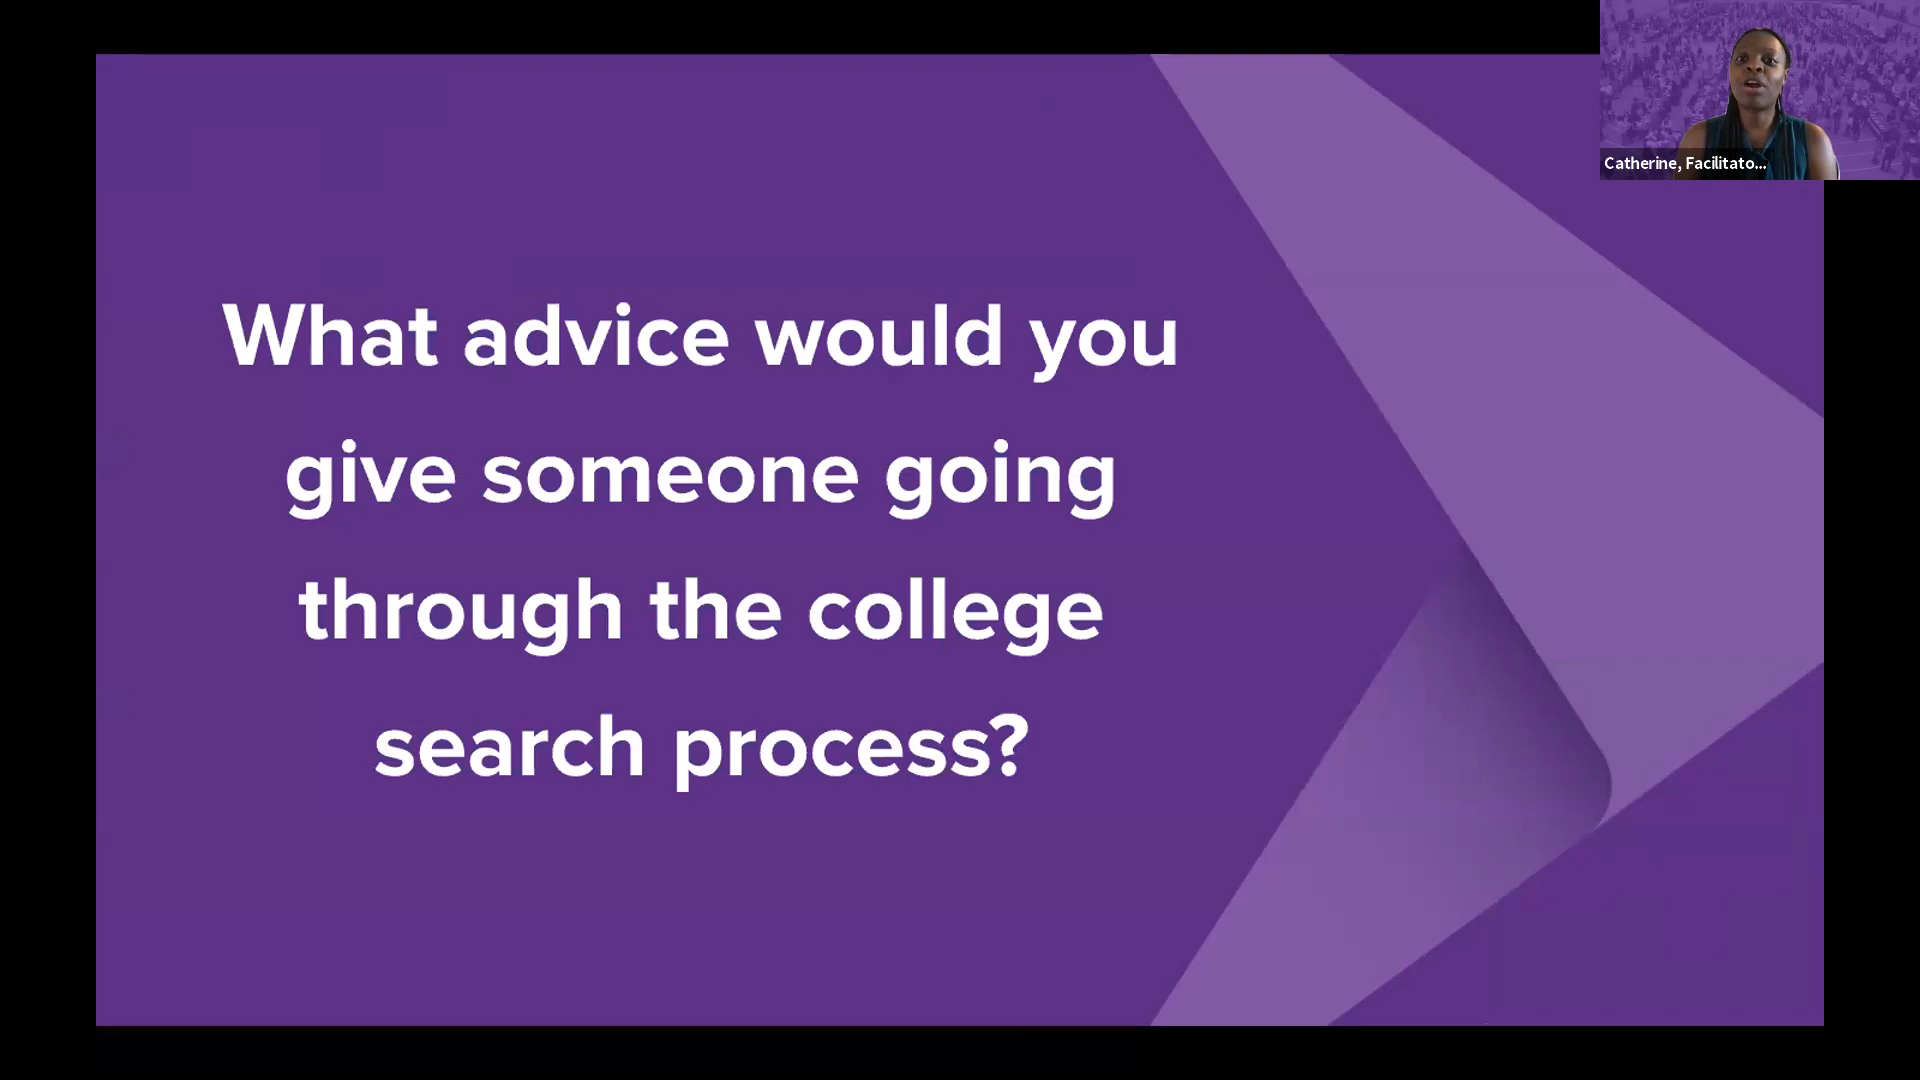 Catherine, Facilitato...
What advice would you
give someone going
through the college
search process?